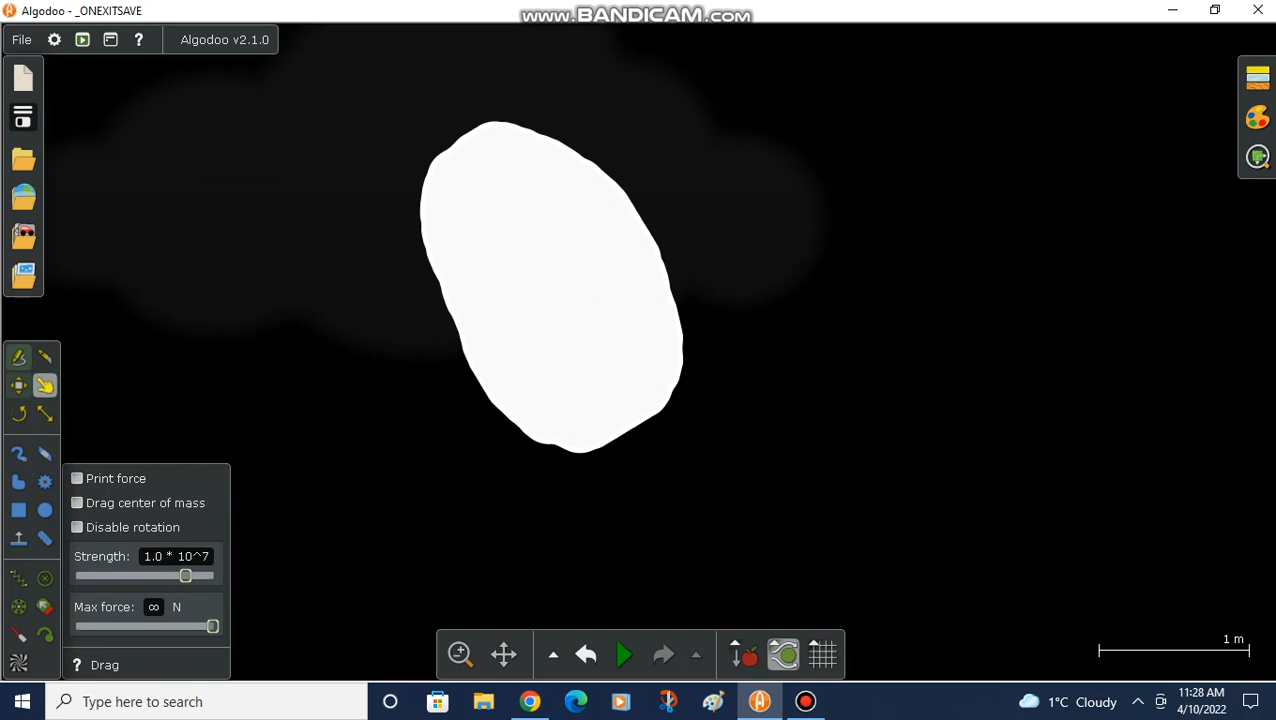 Algodoo - _ONEXITSAVE
www.BANDICAM.com
File
Algodoo v2.1.0
Print force
Drag center of mass
Disable rotation
Strength: 1.0 * 10^7
Max force: ∞ N
? Drag
1 m
Type here to search
1°C Cloudy
11:28 AM
4/10/2022